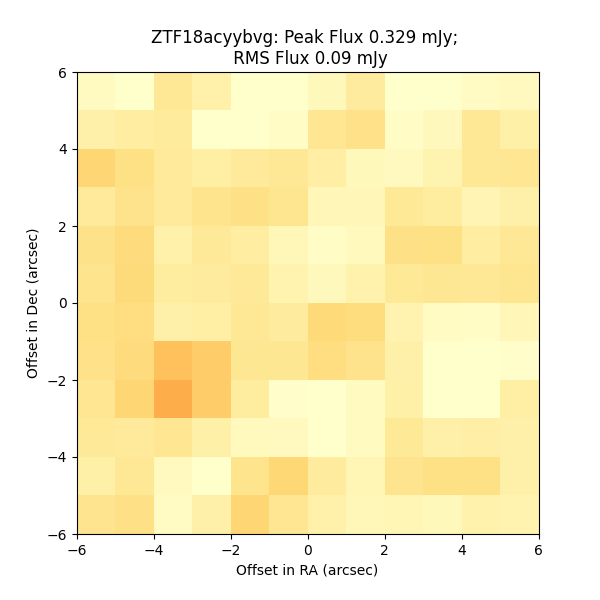 ZTF18acyybvg: Peak Flux 0.329 mJy;
RMS Flux 0.09 mJy
6
4
2
0
−2
−4
−6
Offset in Dec (arcsec)
−6 −4 −2 0 2 4 6
Offset in RA (arcsec)